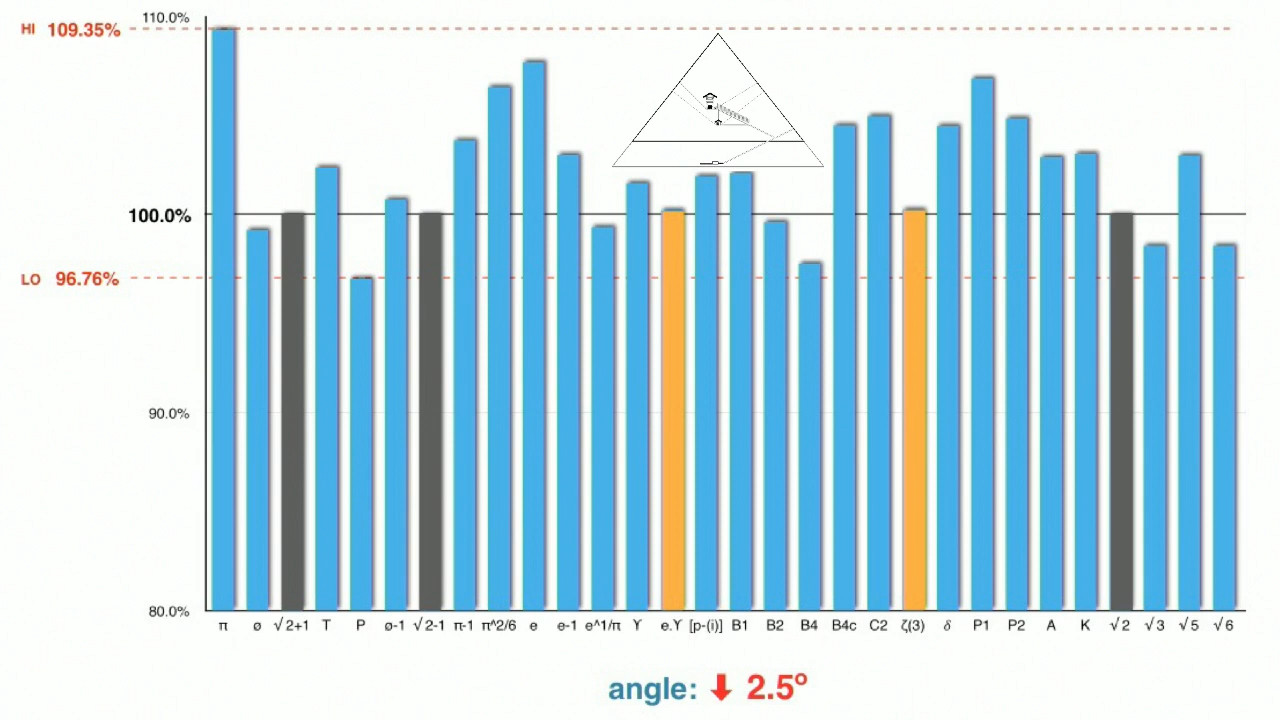 110.0%
HI 109.35%
100.0%
LO 96.76%
90.0%
80.0%
π ø √2+1 T P ø-1 √2-1 π-1 π^2/6 e e-1 e^1/π Y e.Y [p-(i)] B1 B2 B4 B4c C2 ζ(3) δ P1 P2 A K √2 √3 √5 √6
angle: ⬇ 2.5º